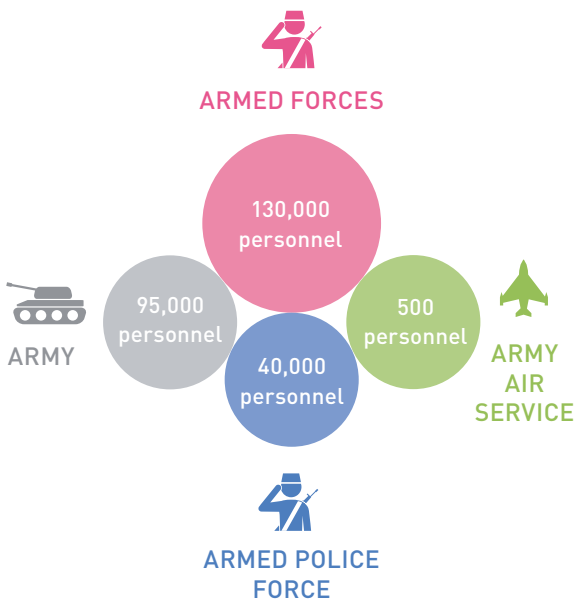 ARMED FORCES
130,000
personnel
95,000
personnel
ARMY
500
personnel
ARMY
AIR
SERVICE
40,000
personnel
ARMED POLICE
FORCE